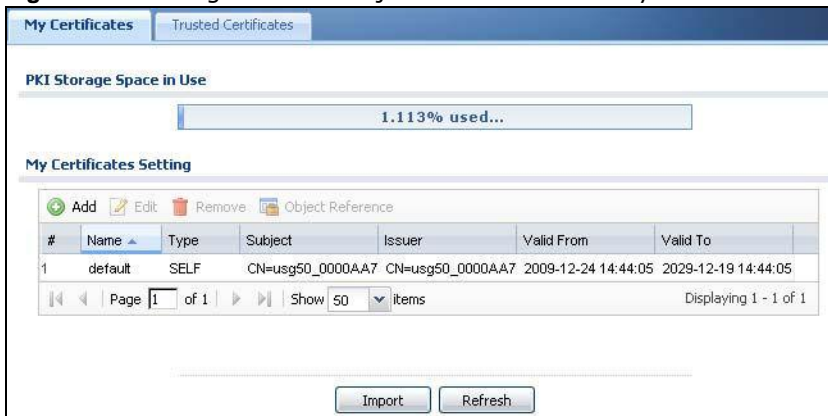 My Certificates Trusted Certificates
PKI Storage Space in Use
1.113% used...
My Certificates Setting
Add Edit Remove Object Reference
# Name Type Subject Issuer Valid From Valid To
1 default SELF CN=usg50_0000AA7 CN=usg50_0000AA7 2009-12-24 14:44:05 2029-12-19 14:44:05
Page 1 of 1 Show 50 items Displaying 1 - 1 of 1
Import Refresh